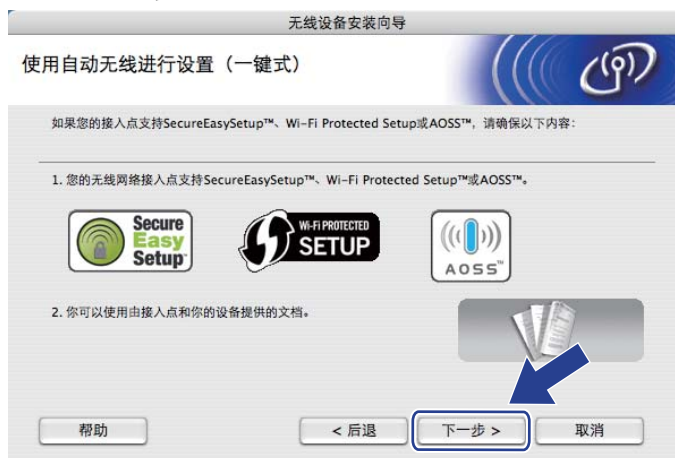 无线设备安装向导
使用自动无线进行设置（一键式）
如果您的接入点支持SecureEasySetup™、Wi-Fi Protected Setup或AOSS™，请确保以下内容：
1. 您的无线网络接入点支持SecureEasySetup™、Wi-Fi Protected Setup™或AOSS™。
Secure
Easy
Setup™
WI-FI PROTECTED
SETUP
AOSS™
2. 你可以使用由接入点和你的设备提供的文档。
帮助
< 后退
下一步 >
取消